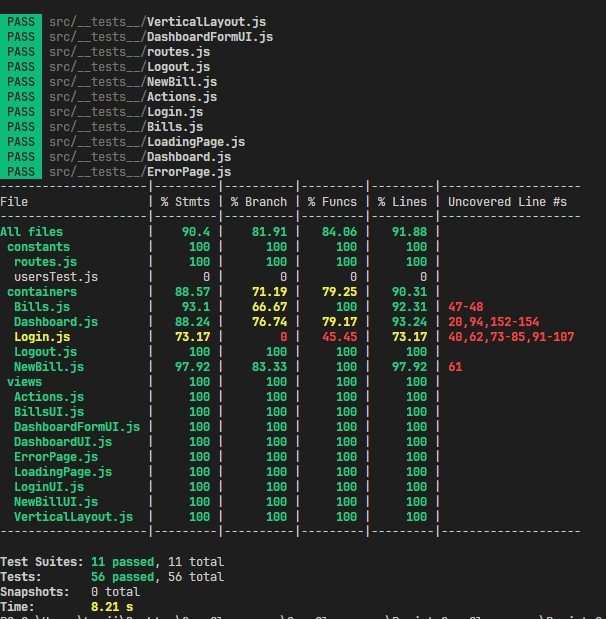 PASS src/__tests__/VerticalLayout.js
PASS src/__tests__/DashboardFormUI.js
PASS src/__tests__/routes.js
PASS src/__tests__/Logout.js
PASS src/__tests__/NewBill.js
PASS src/__tests__/Actions.js
PASS src/__tests__/Login.js
PASS src/__tests__/Bills.js
PASS src/__tests__/LoadingPage.js
PASS src/__tests__/Dashboard.js
PASS src/__tests__/ErrorPage.js
---------------------|---------|----------|---------|---------|-------------------
File                 | % Stmts | % Branch | % Funcs | % Lines | Uncovered Line #s
---------------------|---------|----------|---------|---------|-------------------
All files            |    90.4 |    81.91 |   84.06 |   91.88 |
 constants           |     100 |      100 |     100 |     100 |
  routes.js          |     100 |      100 |     100 |     100 |
  usersTest.js       |       0 |        0 |       0 |       0 |
 containers          |   88.57 |    71.19 |   79.25 |   90.31 |
  Bills.js           |    93.1 |    66.67 |     100 |   92.31 | 47-48
  Dashboard.js       |   88.24 |    76.74 |   79.17 |   93.24 | 20,94,152-154
  Login.js           |   73.17 |        0 |   45.45 |   73.17 | 40,62,73-85,91-107
  Logout.js          |     100 |      100 |     100 |     100 |
  NewBill.js         |   97.92 |    83.33 |     100 |   97.92 | 61
 views               |     100 |      100 |     100 |     100 |
  Actions.js         |     100 |      100 |     100 |     100 |
  BillsUI.js         |     100 |      100 |     100 |     100 |
  DashboardFormUI.js |     100 |      100 |     100 |     100 |
  DashboardUI.js     |     100 |      100 |     100 |     100 |
  ErrorPage.js       |     100 |      100 |     100 |     100 |
  LoadingPage.js     |     100 |      100 |     100 |     100 |
  LoginUI.js         |     100 |      100 |     100 |     100 |
  NewBillUI.js       |     100 |      100 |     100 |     100 |
  VerticalLayout.js  |     100 |      100 |     100 |     100 |
---------------------|---------|----------|---------|---------|-------------------
Test Suites: 11 passed, 11 total
Tests:       56 passed, 56 total
Snapshots:   0 total
Time:        8.21 s